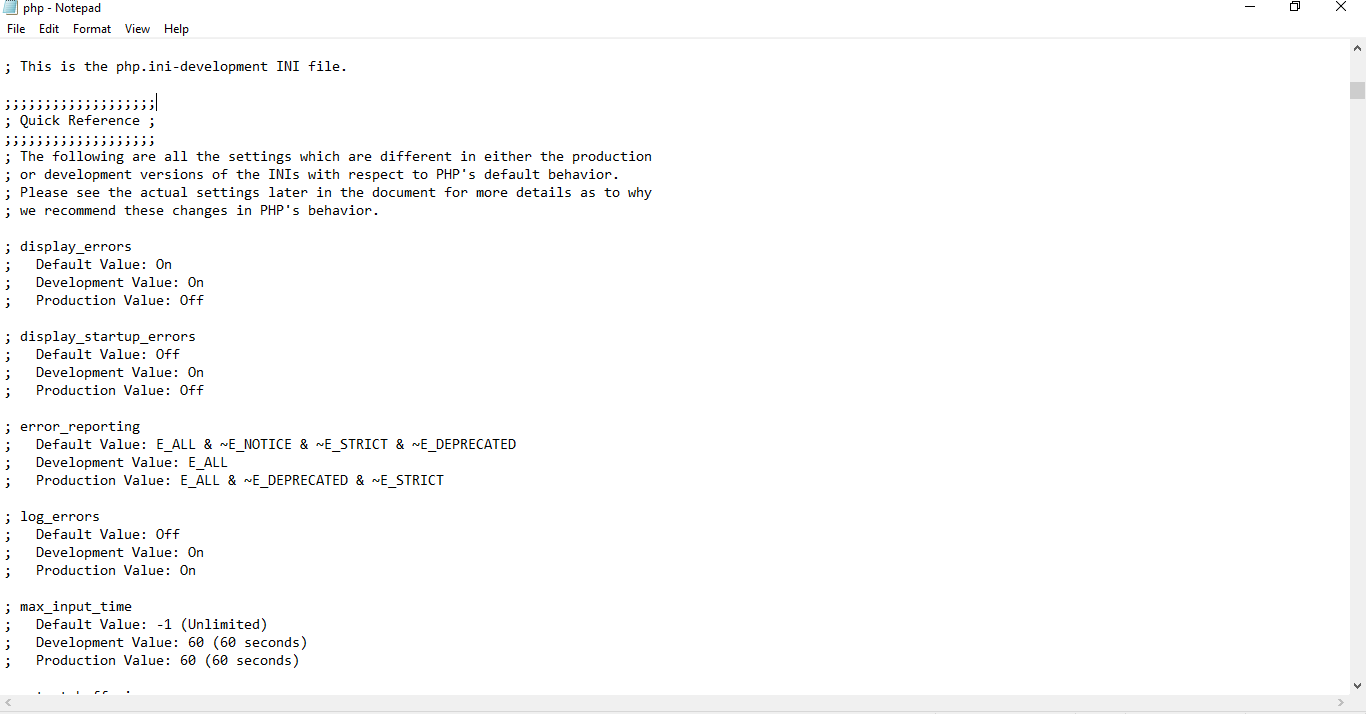 php - Notepad
File Edit Format View Help
; This is the php.ini-development INI file.
;;;;;;;;;;;;;;;;;;;
; Quick Reference ;
;;;;;;;;;;;;;;;;;;;
; The following are all the settings which are different in either the production
; or development versions of the INIs with respect to PHP's default behavior.
; Please see the actual settings later in the document for more details as to why
; we recommend these changes in PHP's behavior.
; display_errors
;   Default Value: On
;   Development Value: On
;   Production Value: Off
; display_startup_errors
;   Default Value: Off
;   Development Value: On
;   Production Value: Off
; error_reporting
;   Default Value: E_ALL & ~E_NOTICE & ~E_STRICT & ~E_DEPRECATED
;   Development Value: E_ALL
;   Production Value: E_ALL & ~E_DEPRECATED & ~E_STRICT
; log_errors
;   Default Value: Off
;   Development Value: On
;   Production Value: On
; max_input_time
;   Default Value: -1 (Unlimited)
;   Development Value: 60 (60 seconds)
;   Production Value: 60 (60 seconds)